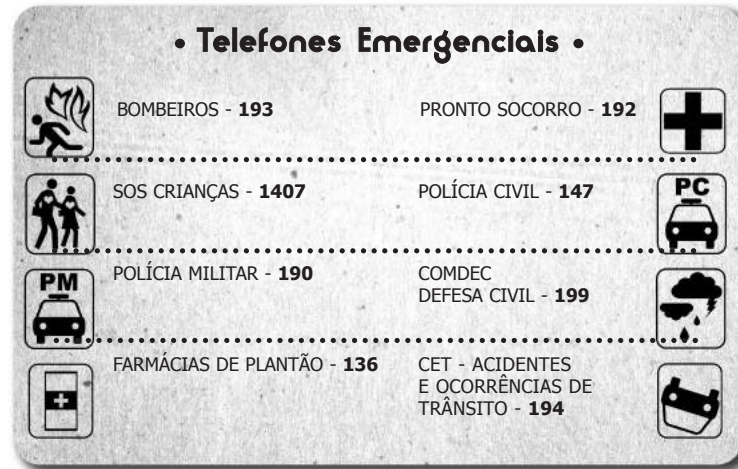 • Telefones Emergenciais •
BOMBEIROS - 193
PRONTO SOCORRO - 192
SOS CRIANÇAS - 1407
POLÍCIA CIVIL - 147
PC
PM
POLÍCIA MILITAR - 190
COMDEC
DEFESA CIVIL - 199
FARMÁCIAS DE PLANTÃO - 136
CET - ACIDENTES
E OCORRÊNCIAS DE
TRÂNSITO - 194